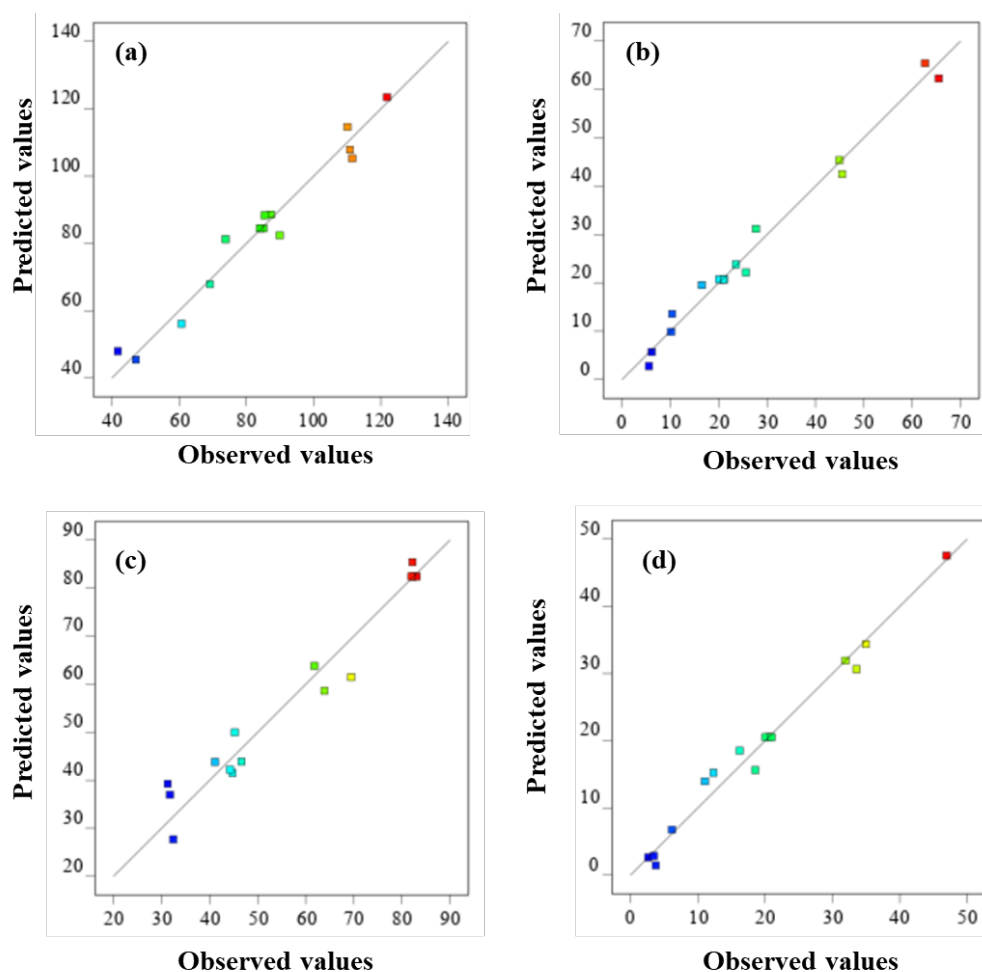 (a)
Predicted values
140
120
100
80
60
40
40 60 80 100 120 140
Observed values
(b)
Predicted values
70
60
50
40
30
20
10
0
0 10 20 30 40 50 60 70
Observed values
(c)
Predicted values
90
80
70
60
50
40
30
20
20 30 40 50 60 70 80 90
Observed values
(d)
Predicted values
50
40
30
20
10
0
0 10 20 30 40 50
Observed values